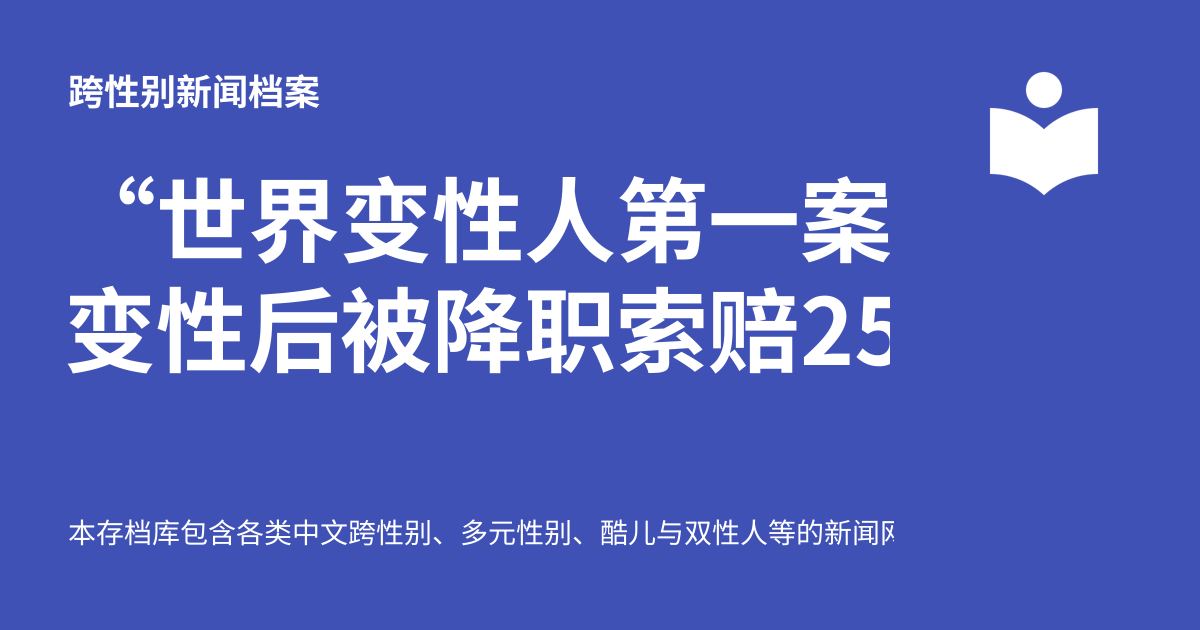 跨性别新闻档案
“世界变性人第一案
变性后被降职索赔25
本存档库包含各类中文跨性别、多元性别、酷儿与双性人等的新闻